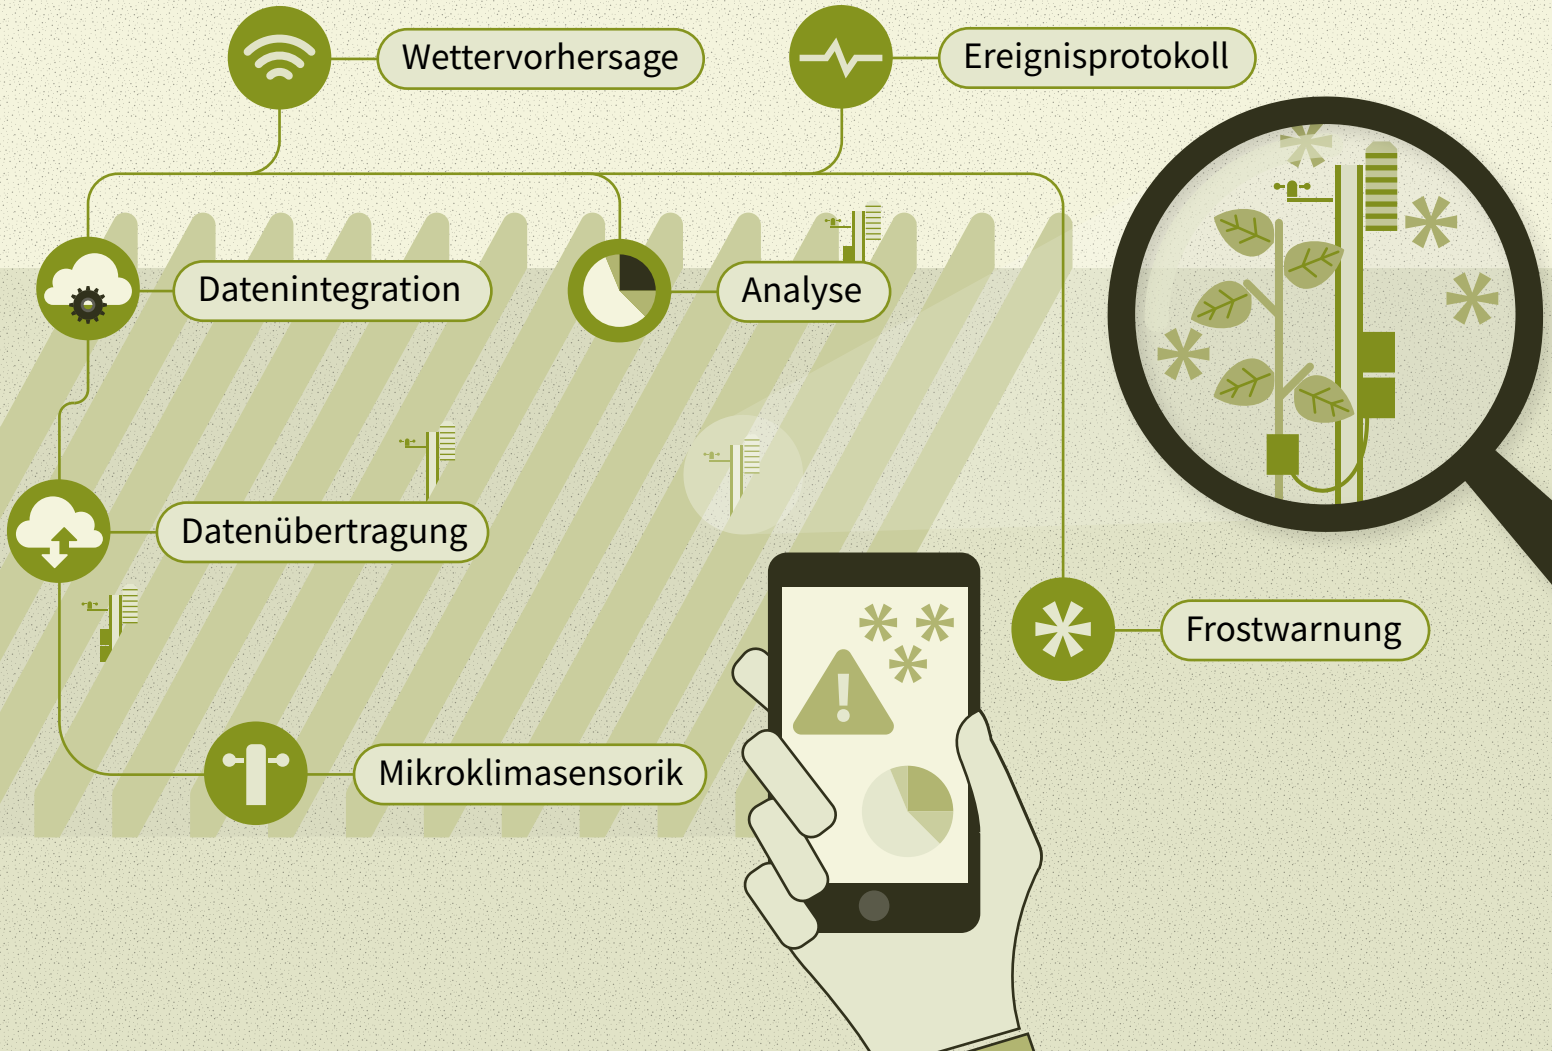 Wettervorhersage
Ereignisprotokoll
Datenintegration
Analyse
Datenübertragung
Frostwarnung
Mikroklimasensorik